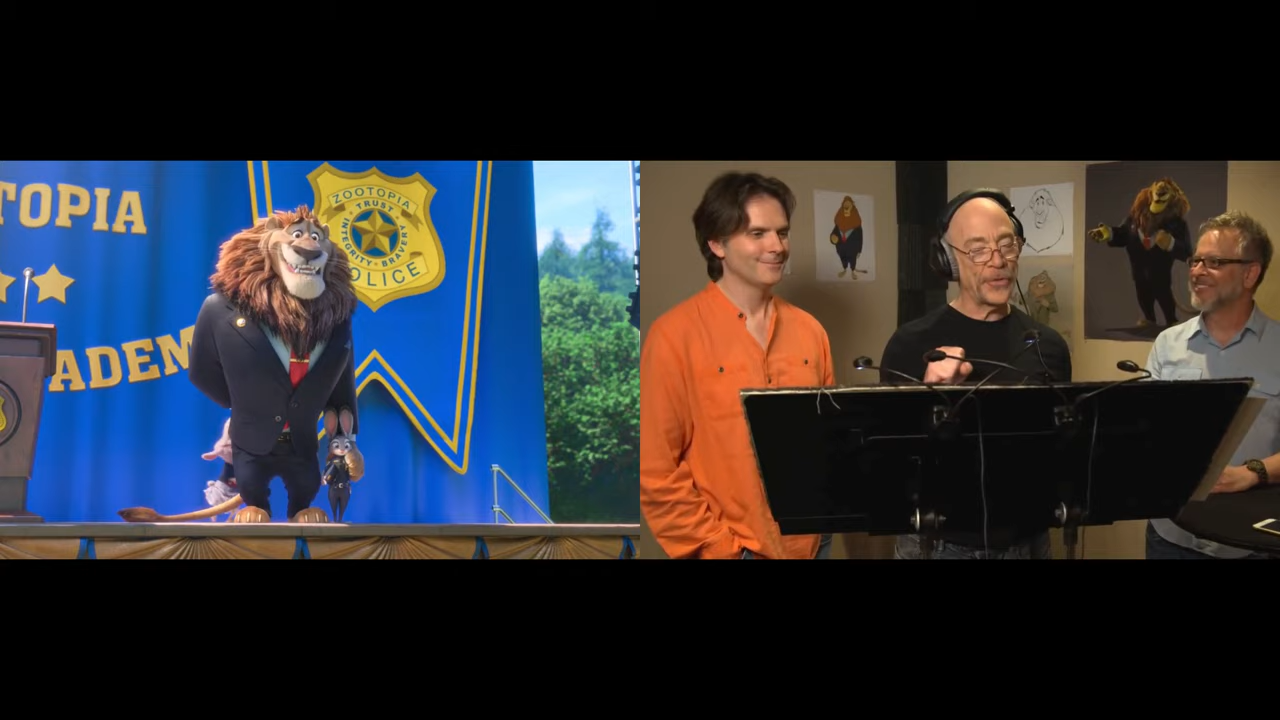 TOPIA
ADEM
ZOOTOPIA
TRUST
INTEGRITY • BRAVERY
POLICE